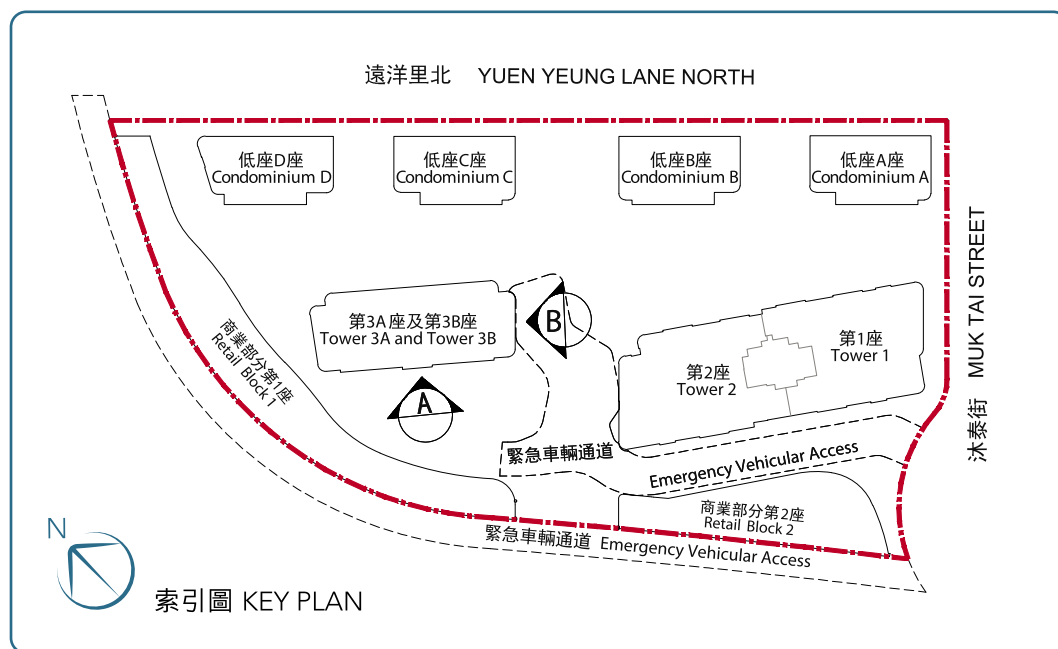 遠洋里北 YUEN YEUNG LANE NORTH
低座D座
Condominium D
低座C座
Condominium C
低座B座
Condominium B
低座A座
Condominium A
沐泰街 MUK TAI STREET
第3A座及第3B座
Tower 3A and Tower 3B
B
第1座
Tower 1
第2座
Tower 2
商業部分第1座
Retail Block 1
A
緊急車輛通道
Emergency Vehicular Access
商業部分第2座
Retail Block 2
緊急車輛通道 Emergency Vehicular Access
N
索引圖 KEY PLAN